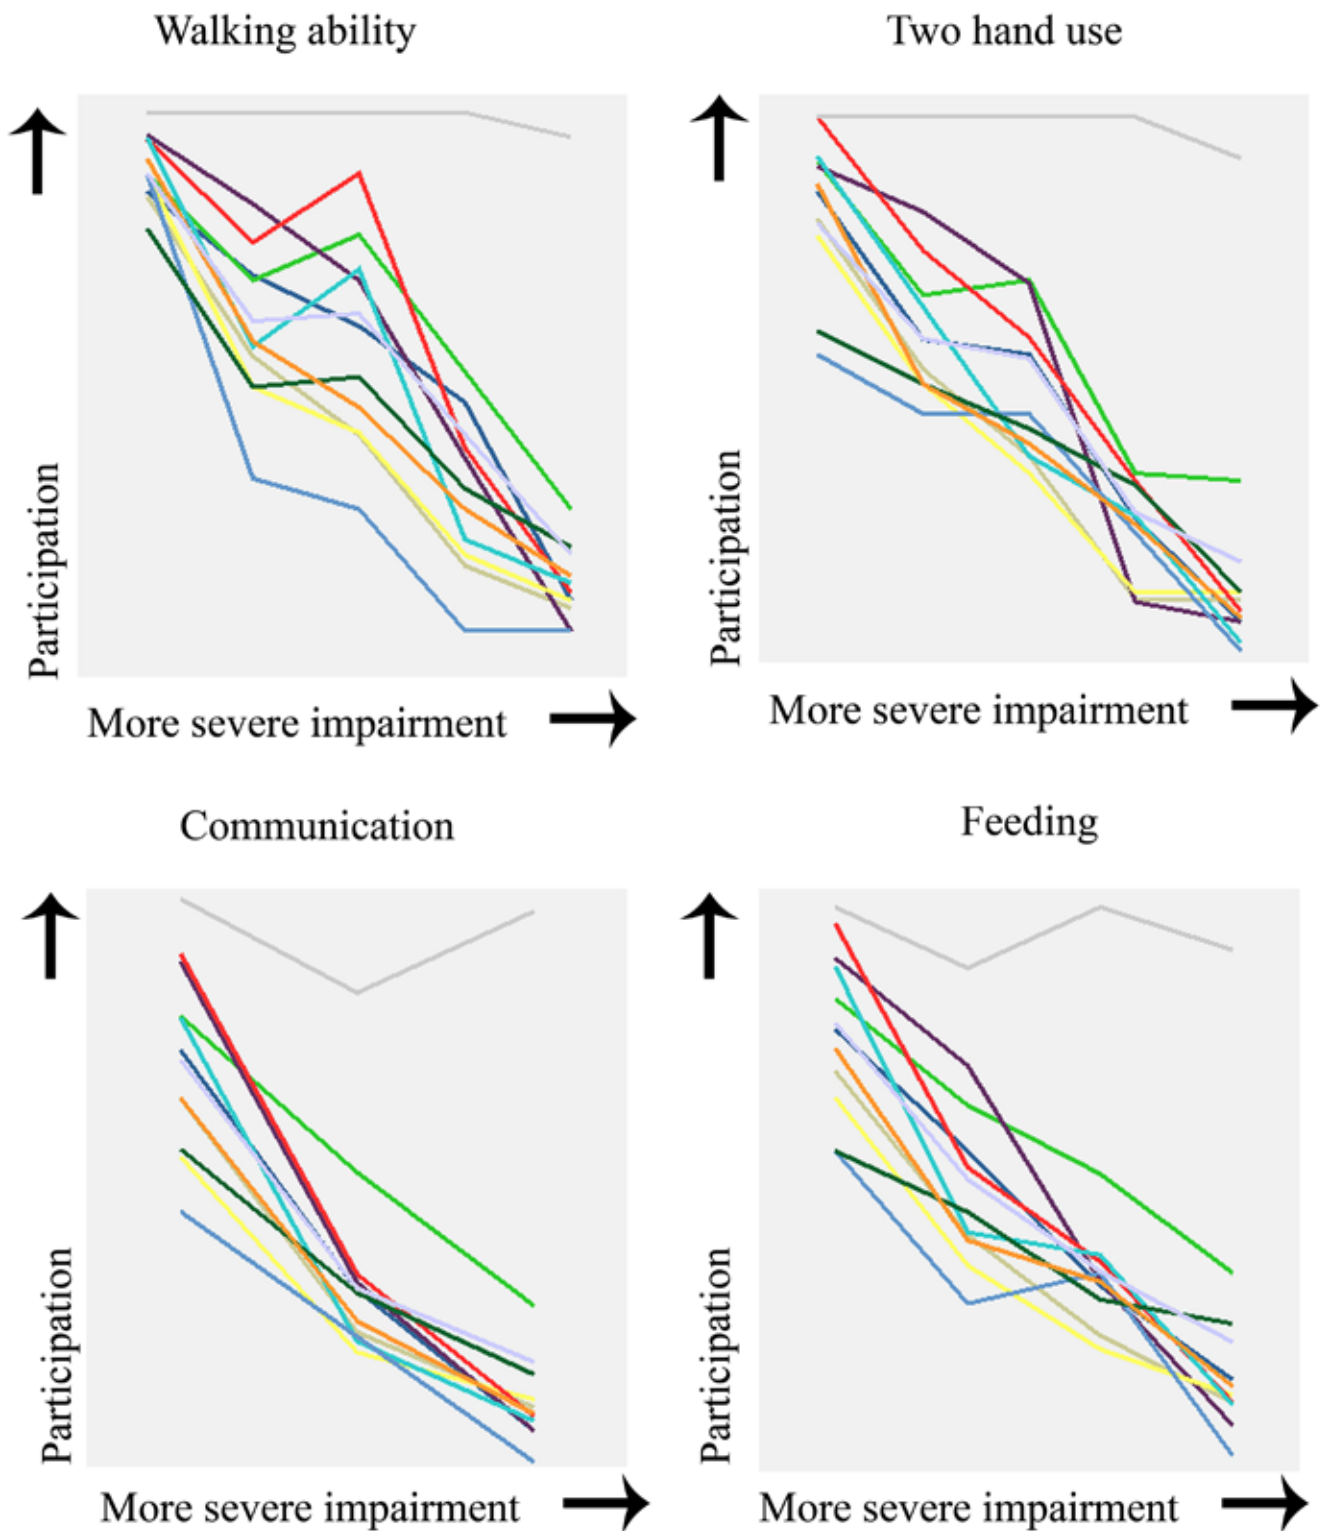 Walking ability
Two hand use
Participation
Participation
More severe impairment
More severe impairment
Communication
Feeding
Participation
Participation
More severe impairment
More severe impairment